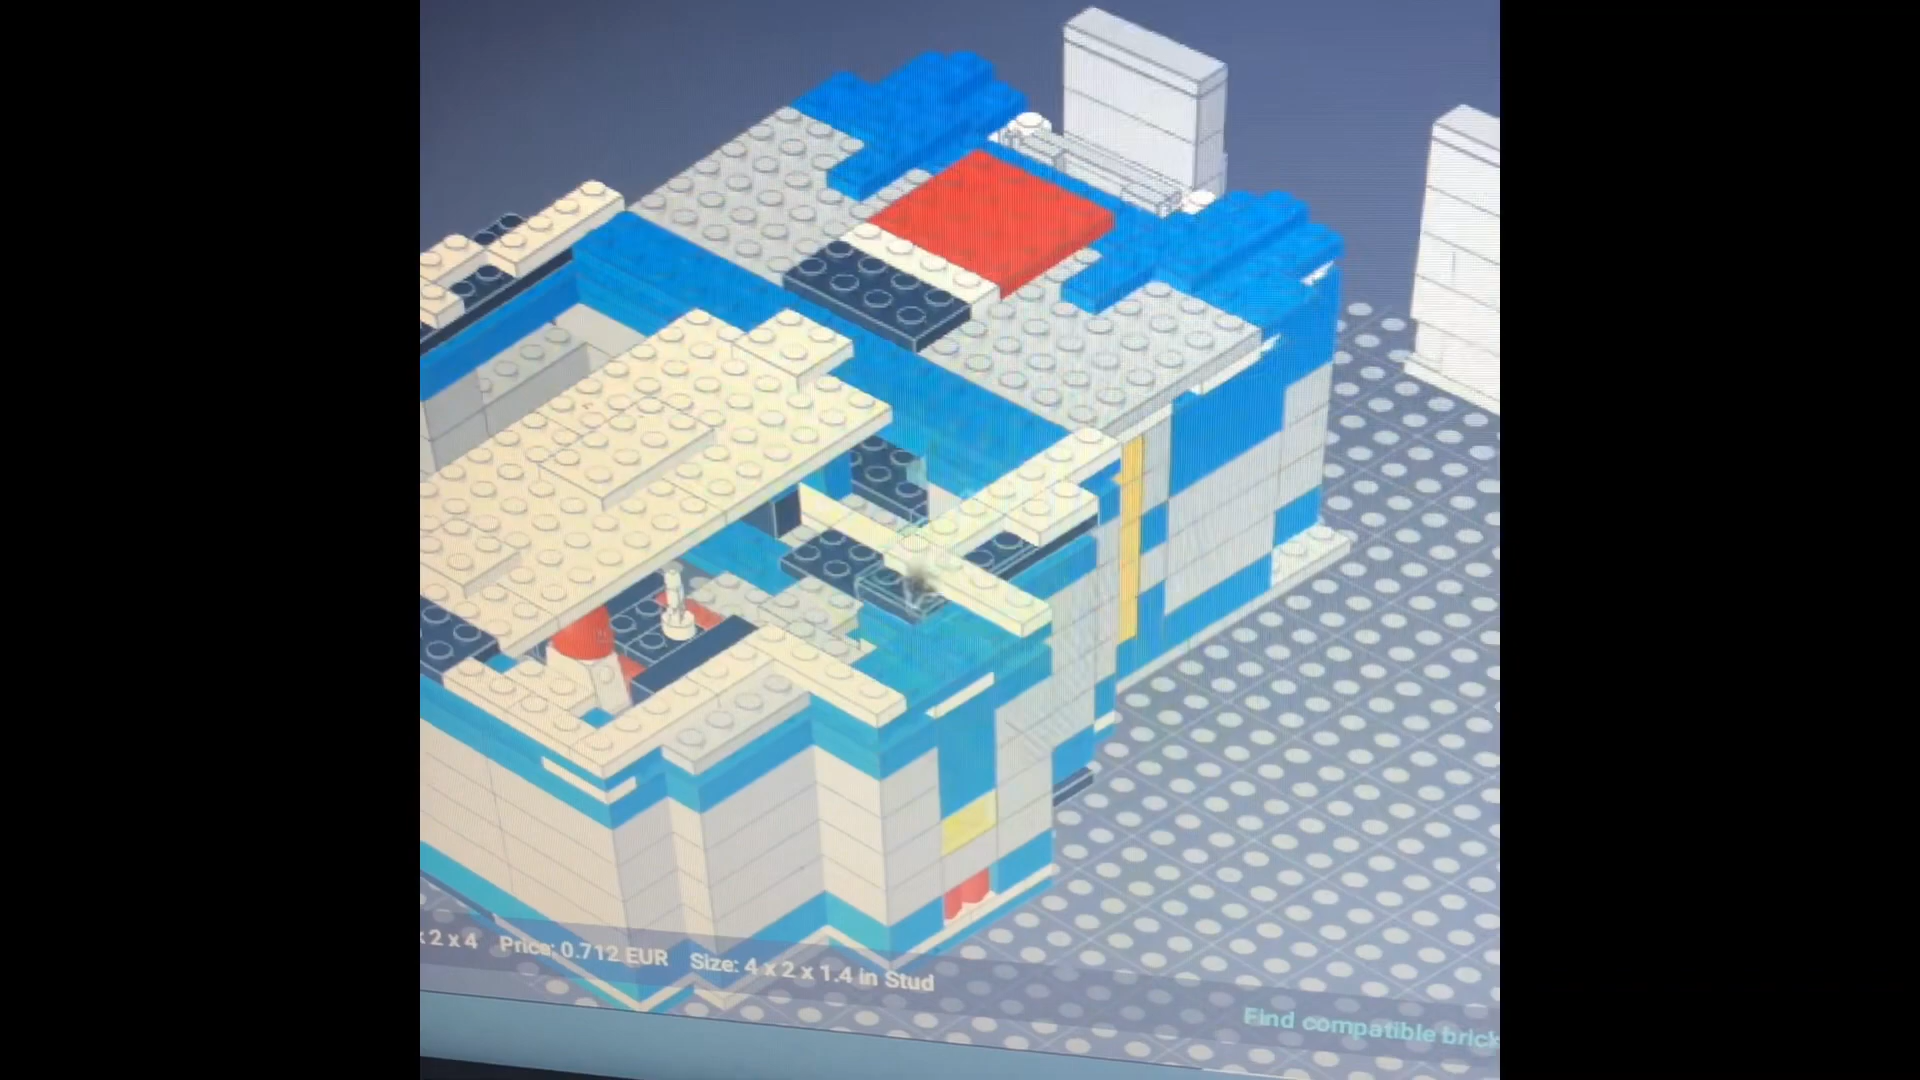 x 2 x 4 Price: 0.712 EUR Size: 4 x 2 x 1.4 in Stud
Find compatible brick